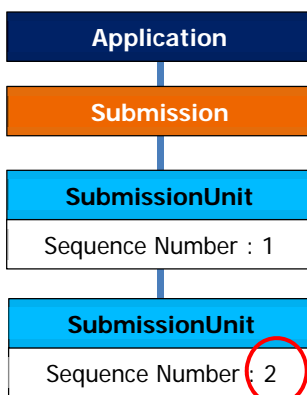 Application
Submission
SubmissionUnit
Sequence Number : 1
SubmissionUnit
Sequence Number : 2